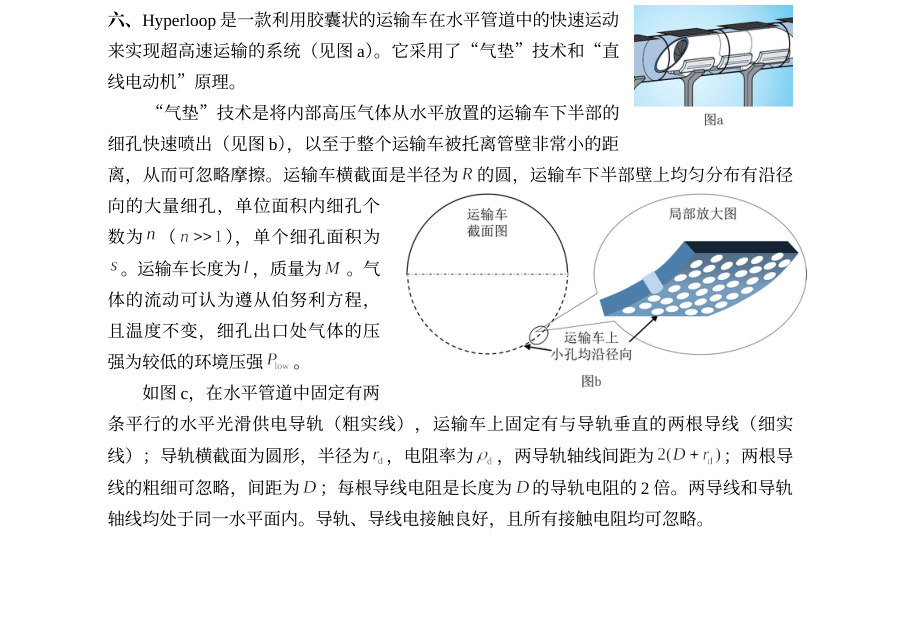 六、Hyperloop 是一款利用胶囊状的运输车在水平管道中的快速运动
来实现超高速运输的系统（见图 a）。它采用了“气垫”技术和“直
线电动机”原理。
图a
“气垫”技术是将内部高压气体从水平放置的运输车下半部的
细孔快速喷出（见图 b），以至于整个运输车被托离管壁非常小的距
离，从而可忽略摩擦。运输车横截面是半径为 R 的圆，运输车下半部壁上均匀分布有沿径
向的大量细孔，单位面积内细孔个
数为 n （ n >>1），单个细孔面积为
s 。运输车长度为 l ，质量为 M 。气
体的流动可认为遵从伯努利方程，
且温度不变，细孔出口处气体的压
强为较低的环境压强 P_low 。
运输车
截面图
局部放大图
运输车上
小孔均沿径向
图b
如图 c，在水平管道中固定有两
条平行的水平光滑供电导轨（粗实线），运输车上固定有与导轨垂直的两根导线（细实
线）；导轨横截面为圆形，半径为 r_d ，电阻率为 ρ_d ，两导轨轴线间距为 2(D + r_d) ；两根导
线的粗细可忽略，间距为 D ；每根导线电阻是长度为 D 的导轨电阻的 2 倍。两导线和导轨
轴线均处于同一水平面内。导轨、导线电接触良好，且所有接触电阻均可忽略。